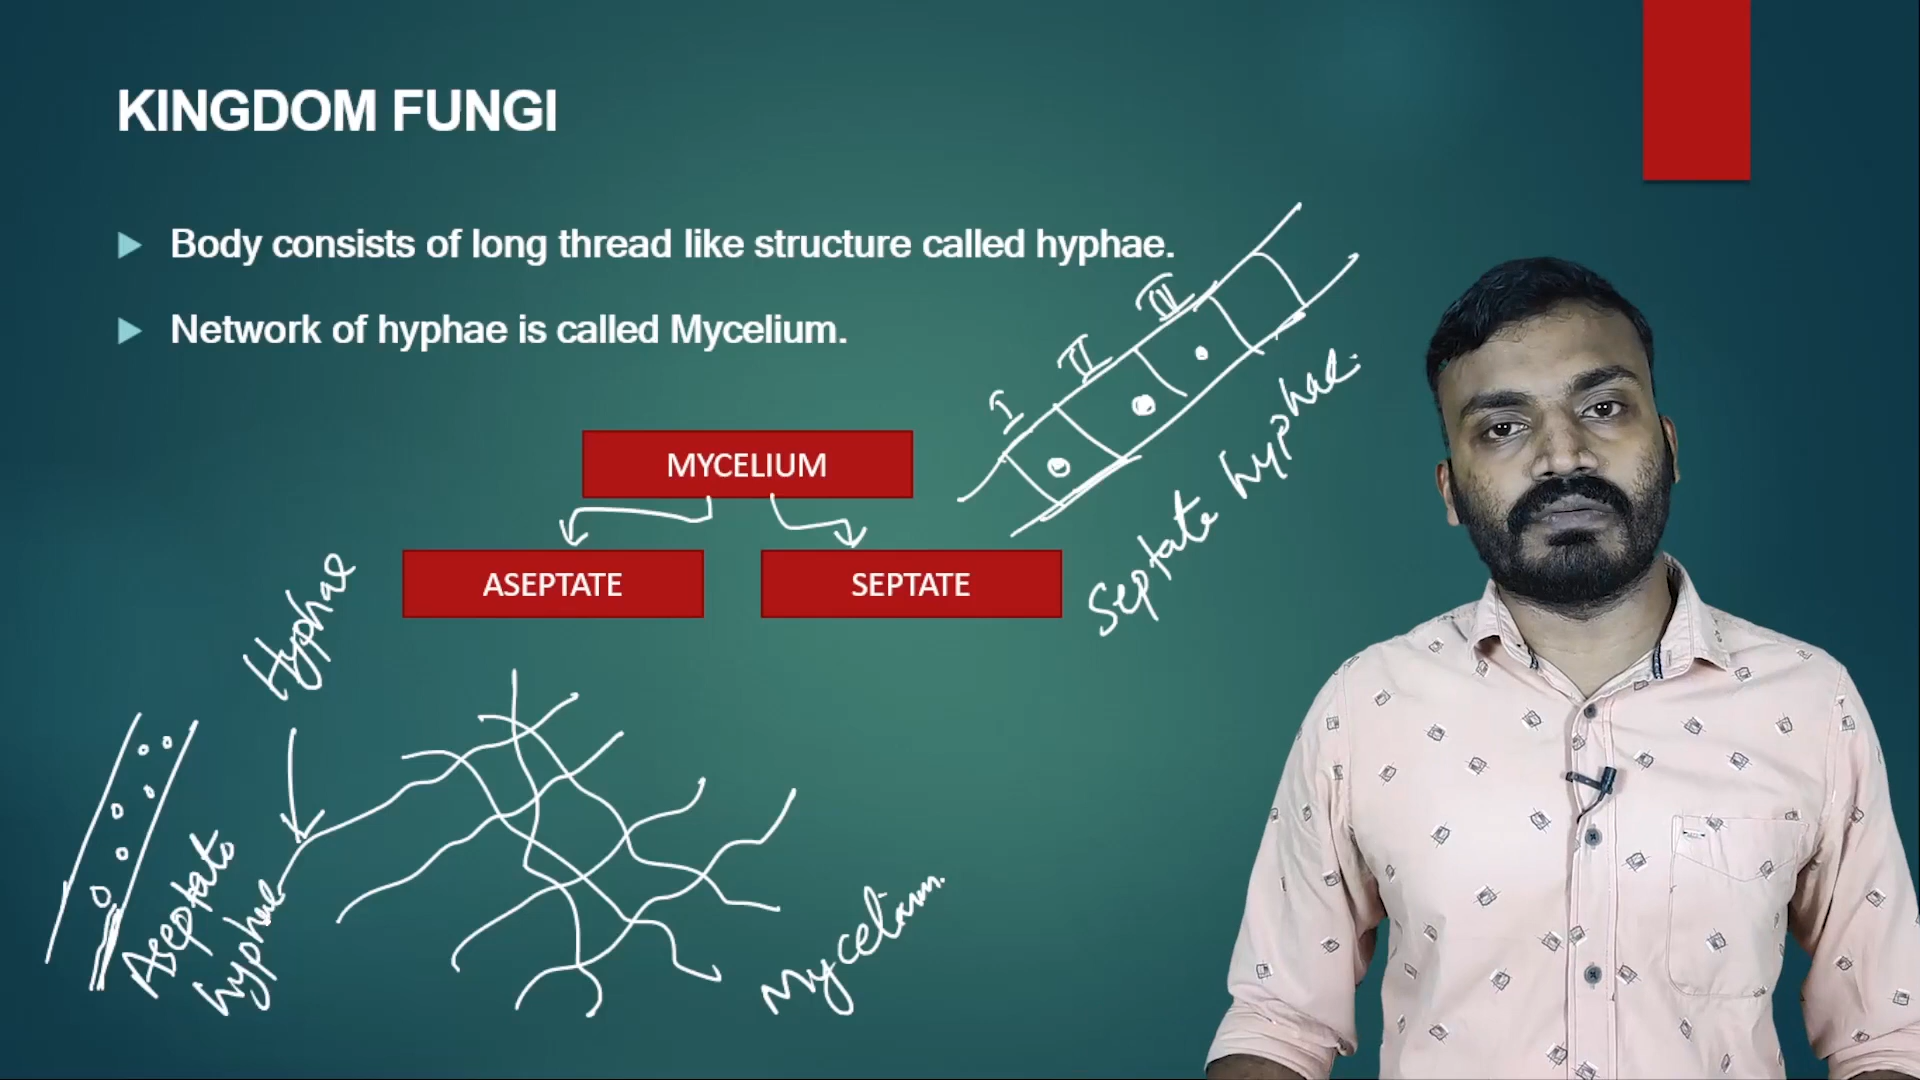 KINGDOM FUNGI
Body consists of long thread like structure called hyphae.
Network of hyphae is called Mycelium.
I
II
III
MYCELIUM
ASEPTATE
SEPTATE
Septate hyphae.
Hyphae
Aseptate
hyphae
Mycelium.